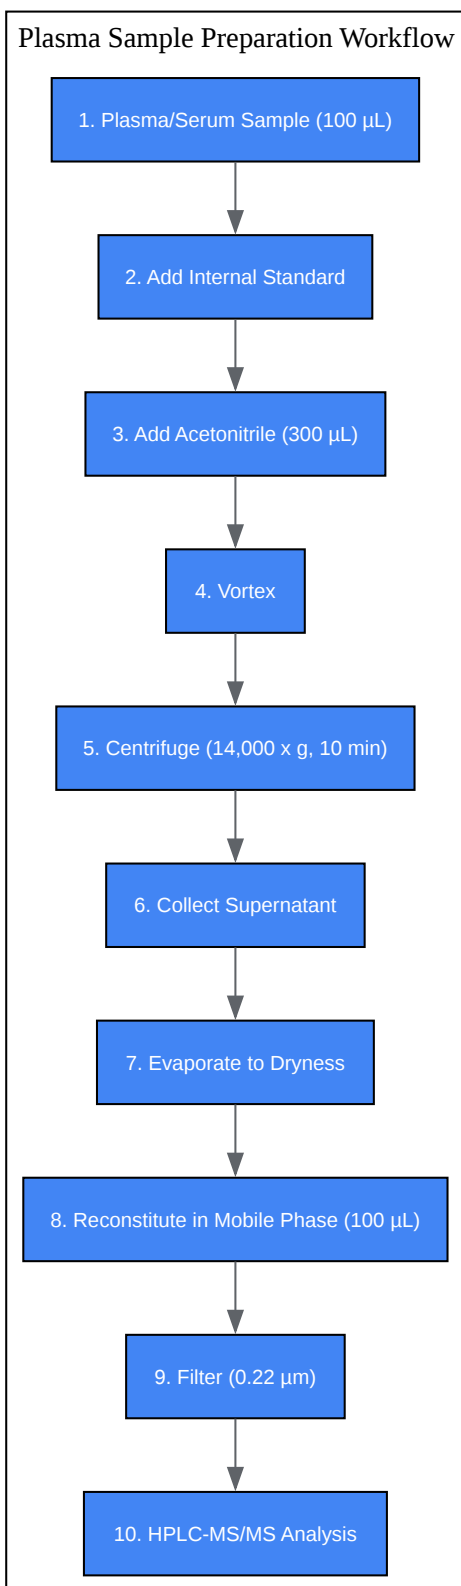 Plasma Sample Preparation Workflow
1. Plasma/Serum Sample (100 µL)
2. Add Internal Standard
3. Add Acetonitrile (300 µL)
4. Vortex
5. Centrifuge (14,000 x g, 10 min)
6. Collect Supernatant
7. Evaporate to Dryness
8. Reconstitute in Mobile Phase (100 µL)
9. Filter (0.22 µm)
10. HPLC-MS/MS Analysis